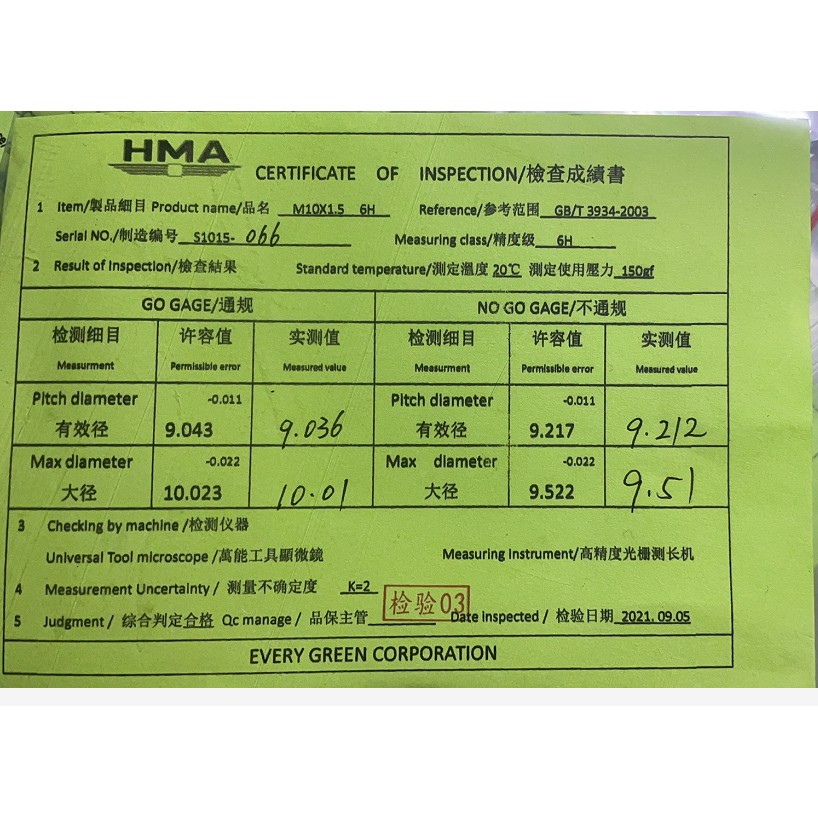 HMA
CERTIFICATE OF INSPECTION/檢查成績書
1 Item/製品細目 Product name/品名 M10X1.5 6H Reference/参考范围 GB/T 3934-2003
Serial NO./制造编号 S1015- 066 Measuring class/精度级 6H
2 Result of Inspection/檢查結果 Standard temperature/測定溫度 20℃ 測定使用壓力 150gf
GO GAGE/通规 NO GO GAGE/不通规
检测细目 许容值 实测值 检测细目 许容值 实测值
Measurment Permissible error Measured value Measurment Permissible error Measured value
Pitch diameter -0.011 Pitch diameter -0.011
有效径 9.043 9.036 有效径 9.217 9.212
Max diameter -0.022 Max diameter -0.022
大径 10.023 10.01 大径 9.522 9.51
3 Checking by machine /检测仪器
Universal Tool microscope /萬能工具顯微鏡 Measuring instrument/高精度光栅测长机
4 Measurement Uncertainty / 测量不确定度 K=2
检验03
5 Judgment / 综合判定合格 Qc manage / 品保主管 Date inspected / 检验日期 2021. 09.05
EVERY GREEN CORPORATION